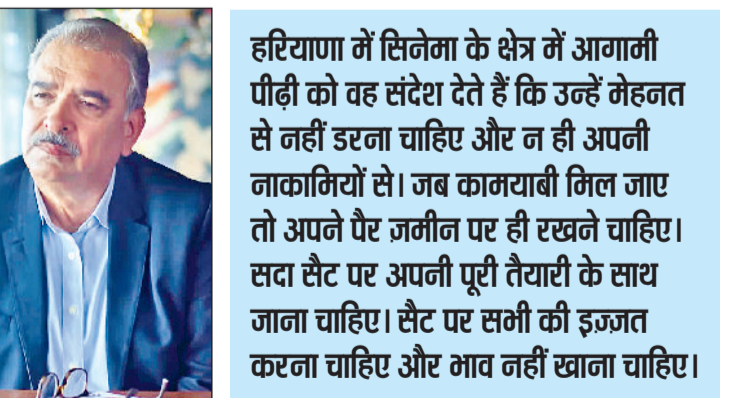 हरियाणा में सिनेमा के क्षेत्र में आगामी
पीढ़ी को वह संदेश देते हैं कि उन्हें मेहनत
से नहीं डरना चाहिए और न ही अपनी
नाकामियों से। जब कामयाबी मिल जाए
तो अपने पैर ज़मीन पर ही रखने चाहिए।
सदा सैट पर अपनी पूरी तैयारी के साथ
जाना चाहिए। सैट पर सभी की इज़्ज़त
करना चाहिए और भाव नहीं खाना चाहिए।